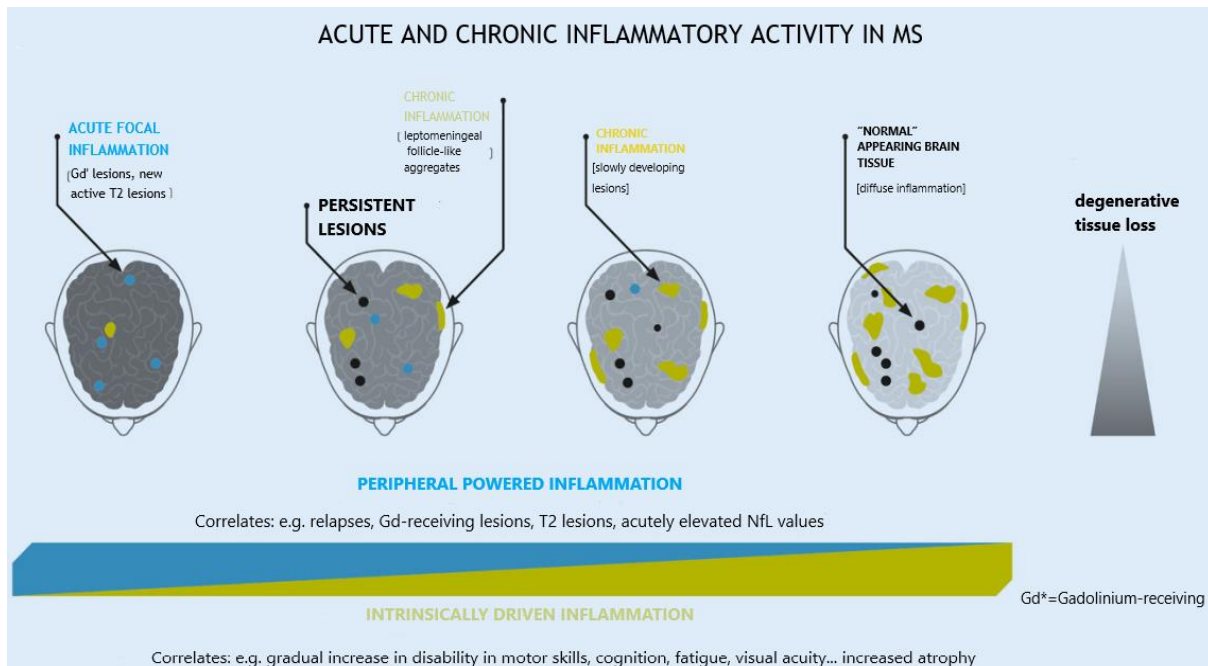 ACUTE AND CHRONIC INFLAMMATORY ACTIVITY IN MS
ACUTE FOCAL
INFLAMMATION
[Gd' lesions, new
active T2 lesions]
PERSISTENT
LESIONS
CHRONIC
INFLAMMATION
[leptomeningeal
follicle-like
aggregates]
CHRONIC
INFLAMMATION
[slowly developing
lesions]
"NORMAL"
APPEARING BRAIN
TISSUE
[diffuse inflammation]
degenerative
tissue loss
PERIPHERAL POWERED INFLAMMATION
Correlates: e.g. relapses, Gd-receiving lesions, T2 lesions, acutely elevated NfL values
Gd*=Gadolinium-receiving
INTRINSICALLY DRIVEN INFLAMMATION
Correlates: e.g. gradual increase in disability in motor skills, cognition, fatigue, visual acuity... increased atrophy